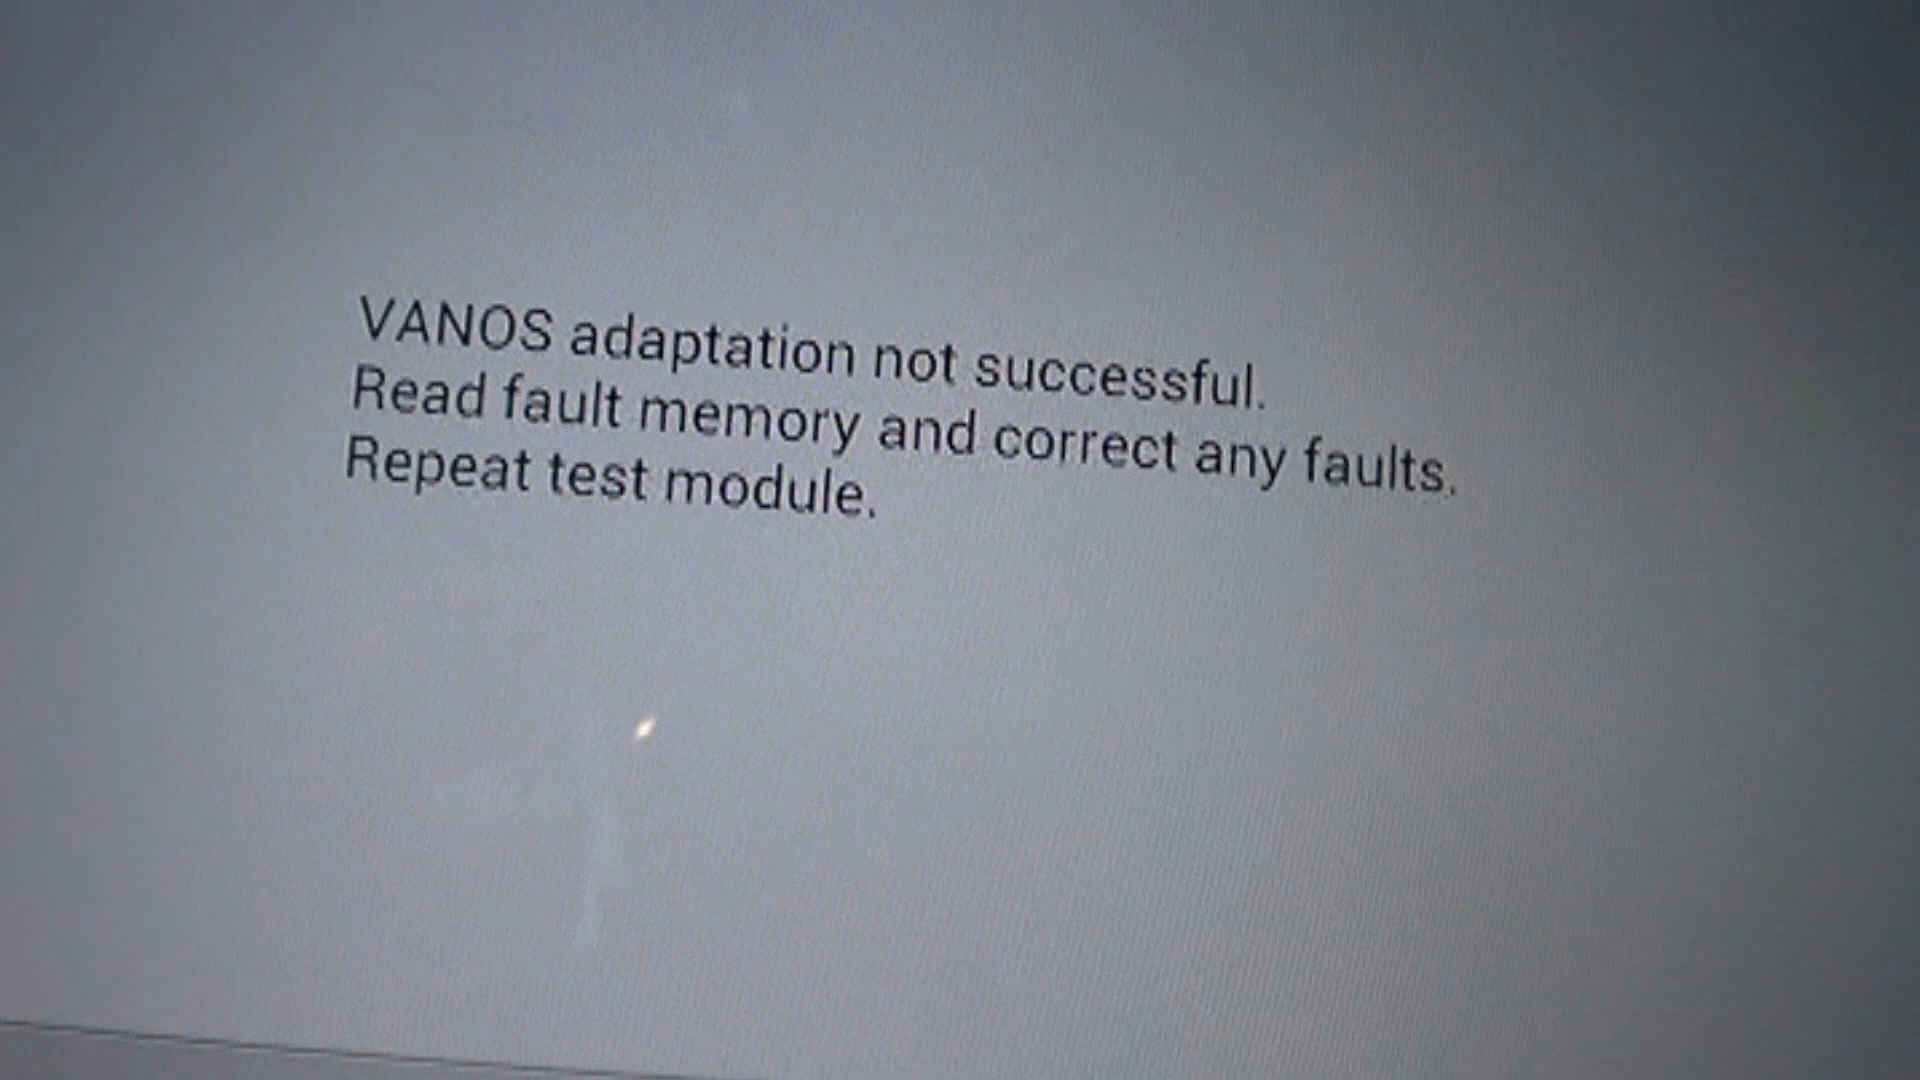 VANOS adaptation not successful.
Read fault memory and correct any faults.
Repeat test module.